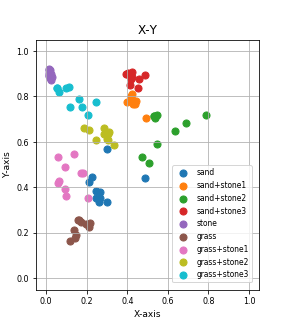 X-Y
1.0
0.8
0.6
0.4
0.2
0.0
Y-axis
0.0 0.2 0.4 0.6 0.8 1.0
X-axis
sand
sand+stone1
sand+stone2
sand+stone3
stone
grass
grass+stone1
grass+stone2
grass+stone3